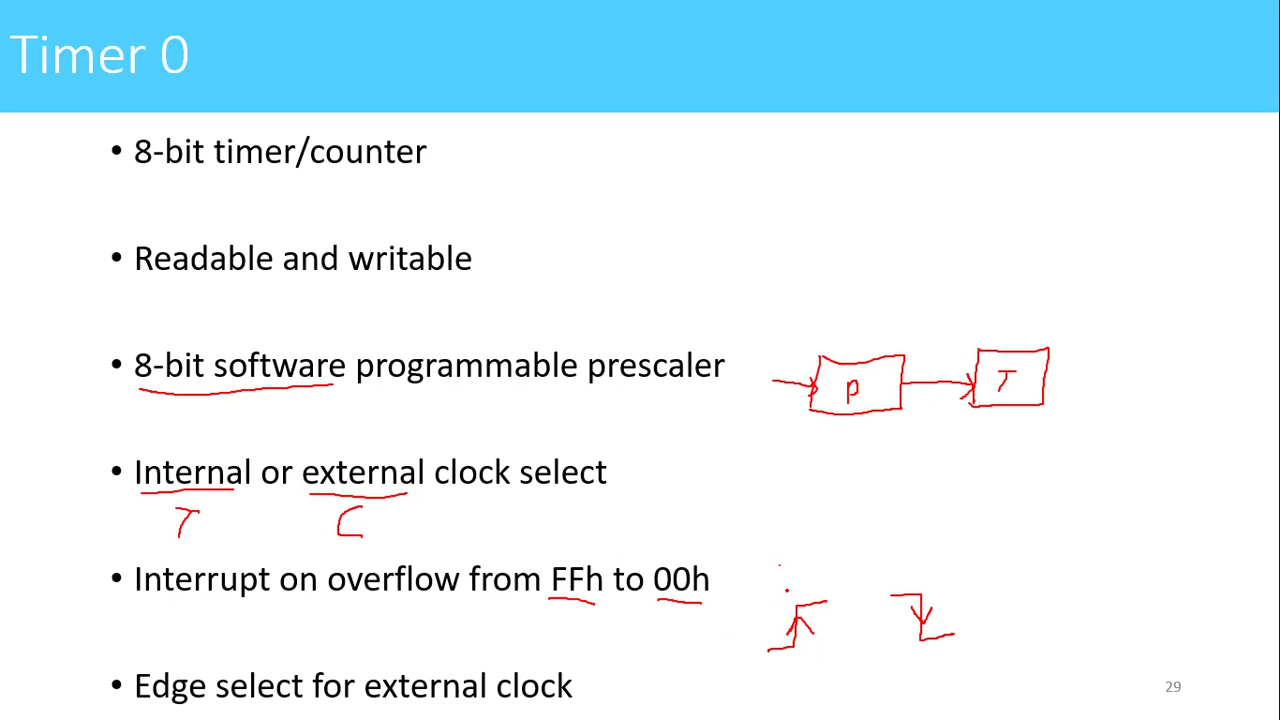 Timer 0
• 8-bit timer/counter
• Readable and writable
• 8-bit software programmable prescaler
P T
• Internal or external clock select
T C
• Interrupt on overflow from FFh to 00h
• Edge select for external clock
29